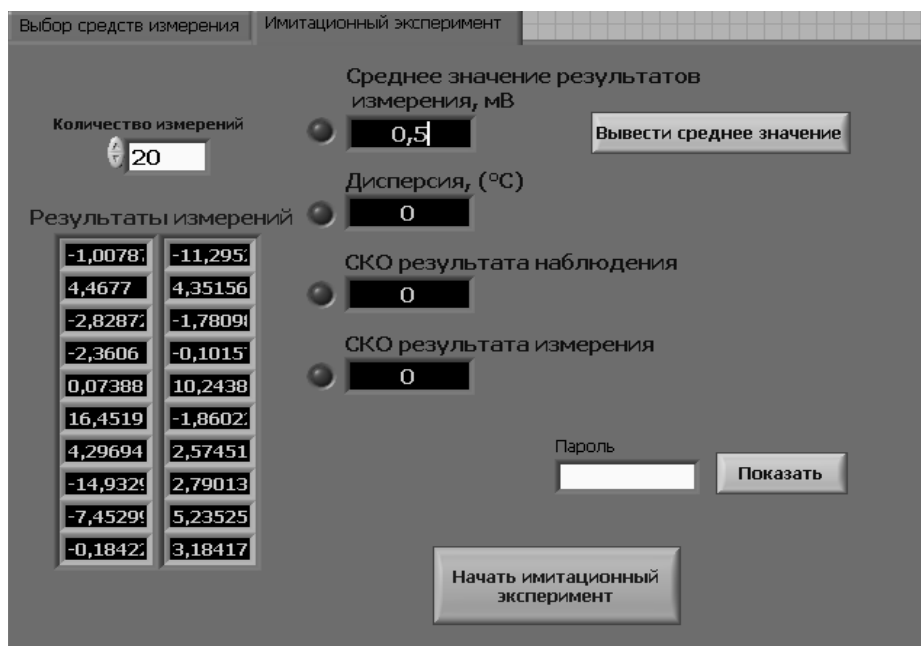 Выбор средств измерения
Имитационный эксперимент
Среднее значение результатов
измерения, мВ
Количество измерений
0,5
Вывести среднее значение
20
Дисперсия, (°C)
Результаты измерений
0
-1,0078
-11,295
СКО результата наблюдения
4,4677
4,35156
0
-2,8287
-1,7809
СКО результата измерения
-2,3606
-0,1015
0
0,07388
10,2438
16,4519
-1,8602
Пароль
4,29694
2,57451
Показать
-14,932
2,79013
-7,4529
5,23525
-0,1842
3,18417
Начать имитационный
эксперимент